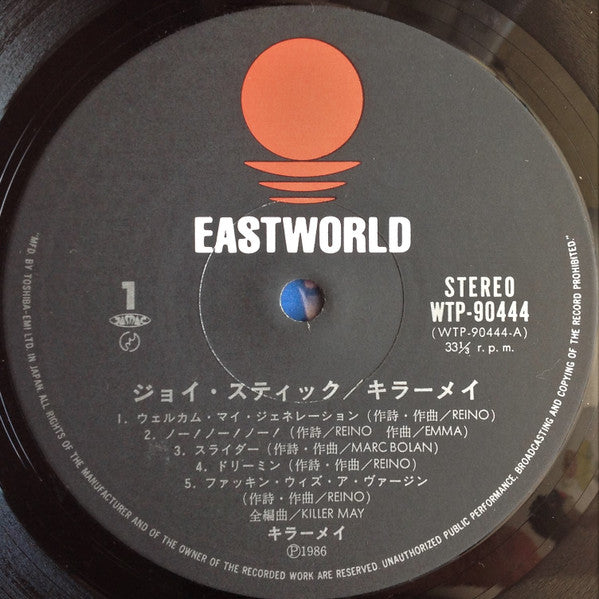 EASTWORLD
1
STEREO
WTP-90444
(WTP-90444-A)
33⅓ r.p.m.
ジョイ・スティック/キラーメイ
1. ウェルカム・マイ・ジェネレーション(作詩・作曲/REINO)
2. ノー!ノー!ノー!(作詩/REINO 作曲/EMMA)
3. スライダー(作詩・作曲/MARC BOLAN)
4. ドリーミン(作詩・作曲/REINO)
5. ファッキン・ウィズ・ア・ヴァージン
(作詩・作曲/REINO)
全編曲/KILLER MAY
キラーメイ
Ⓟ1986
"MFD. BY TOSHIBA-EMI LTD. IN JAPAN ALL RIGHTS OF THE MANUFACTURER AND OF THE OWNER OF THE RECORDED WORK ARE RESERVED. UNAUTHORIZED PUBLIC PERFORMANCE, BROADCASTING AND COPYING OF THE RECORD PROHIBITED."